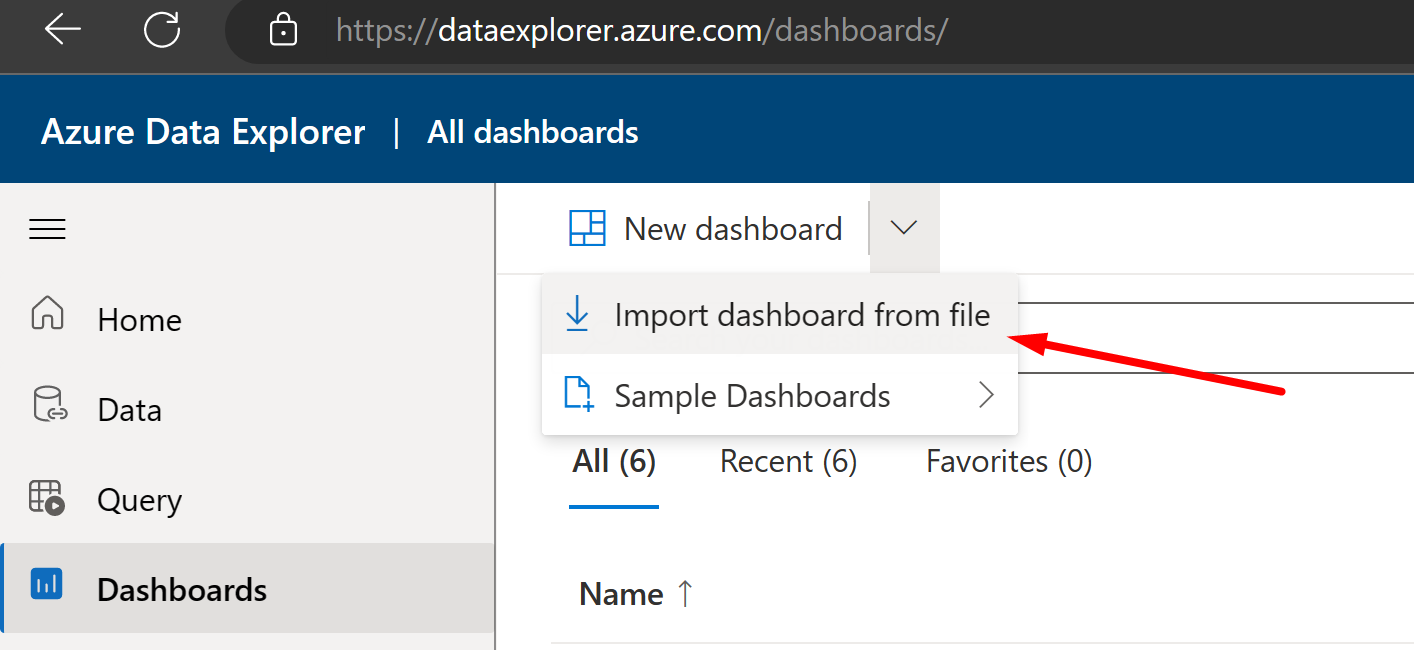 https://dataexplorer.azure.com/dashboards/
Azure Data Explorer | All dashboards
New dashboard
Home
Import dashboard from file
Data
Sample Dashboards
All (6) Recent (6) Favorites (0)
Query
Dashboards
Name ↑